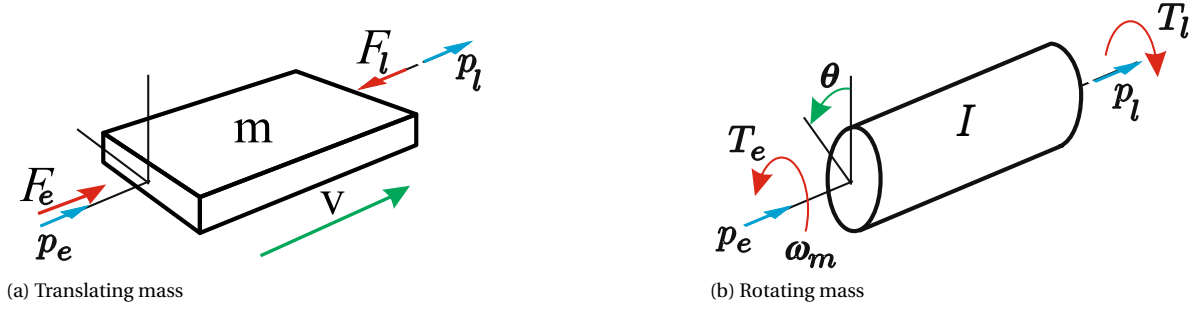 F_l
p_l
m
F_e
v
p_e
(a) Translating mass
T_l
θ
p_l
I
T_e
p_e
ω_m
(b) Rotating mass